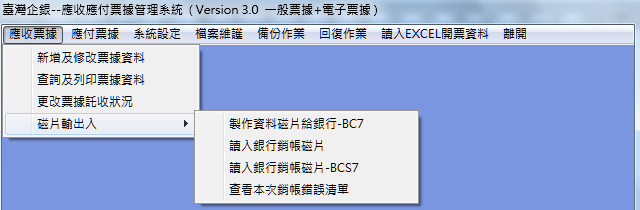 臺灣企銀--應收應付票據管理系統（Version 3.0 一般票據+電子票據）
應收票據 應付票據 系統設定 檔案維護 備份作業 回復作業 讀入EXCEL開票資料 離開
新增及修改票據資料
查詢及列印票據資料
更改票據託收狀況
磁片輸出入
製作資料磁片給銀行-BC7
讀入銀行銷帳磁片
讀入銀行銷帳磁片-BCS7
查看本次銷帳錯誤清單